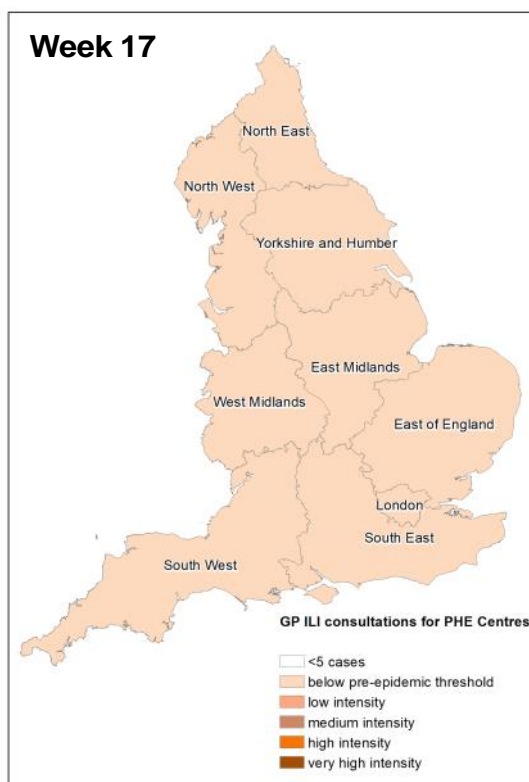 Week 17
North East
North West
Yorkshire and Humber
East Midlands
West Midlands
East of England
London
South East
South West
GP ILI consultations for PHE Centres
<5 cases
below pre-epidemic threshold
low intensity
medium intensity
high intensity
very high intensity